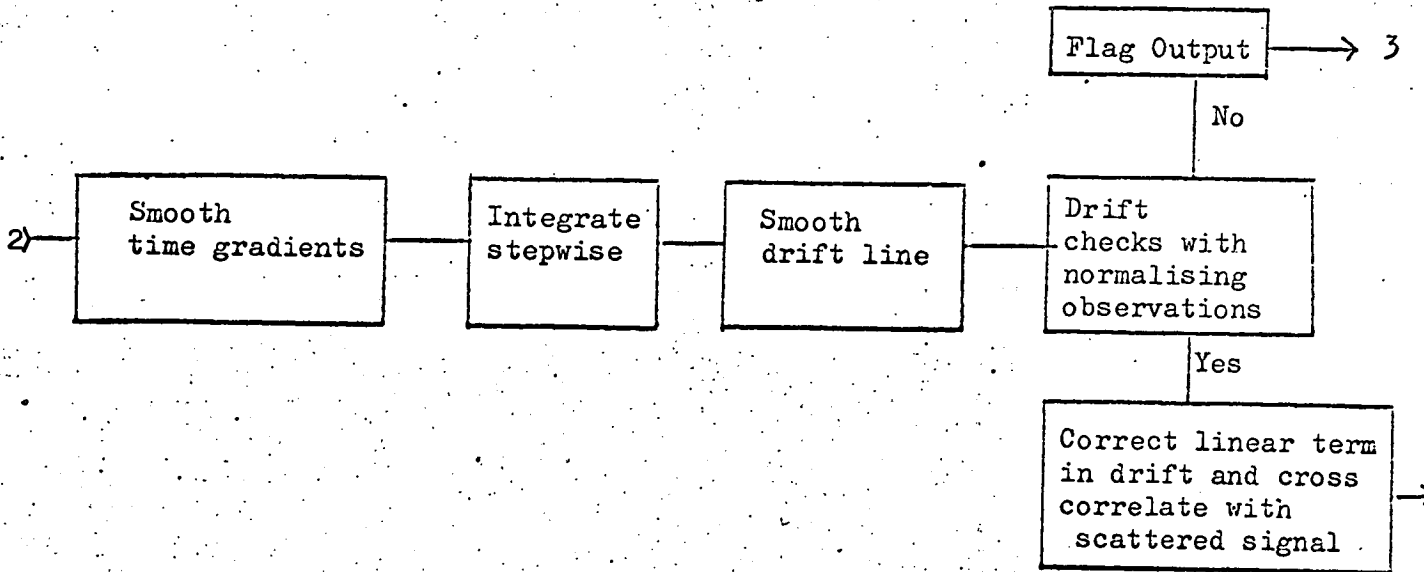 Flag Output
3
No
2
Smooth
time gradients
Integrate
stepwise
Smooth
drift line
Drift
checks with
normalising
observations
Yes
Correct linear term
in drift and cross
correlate with
scattered signal